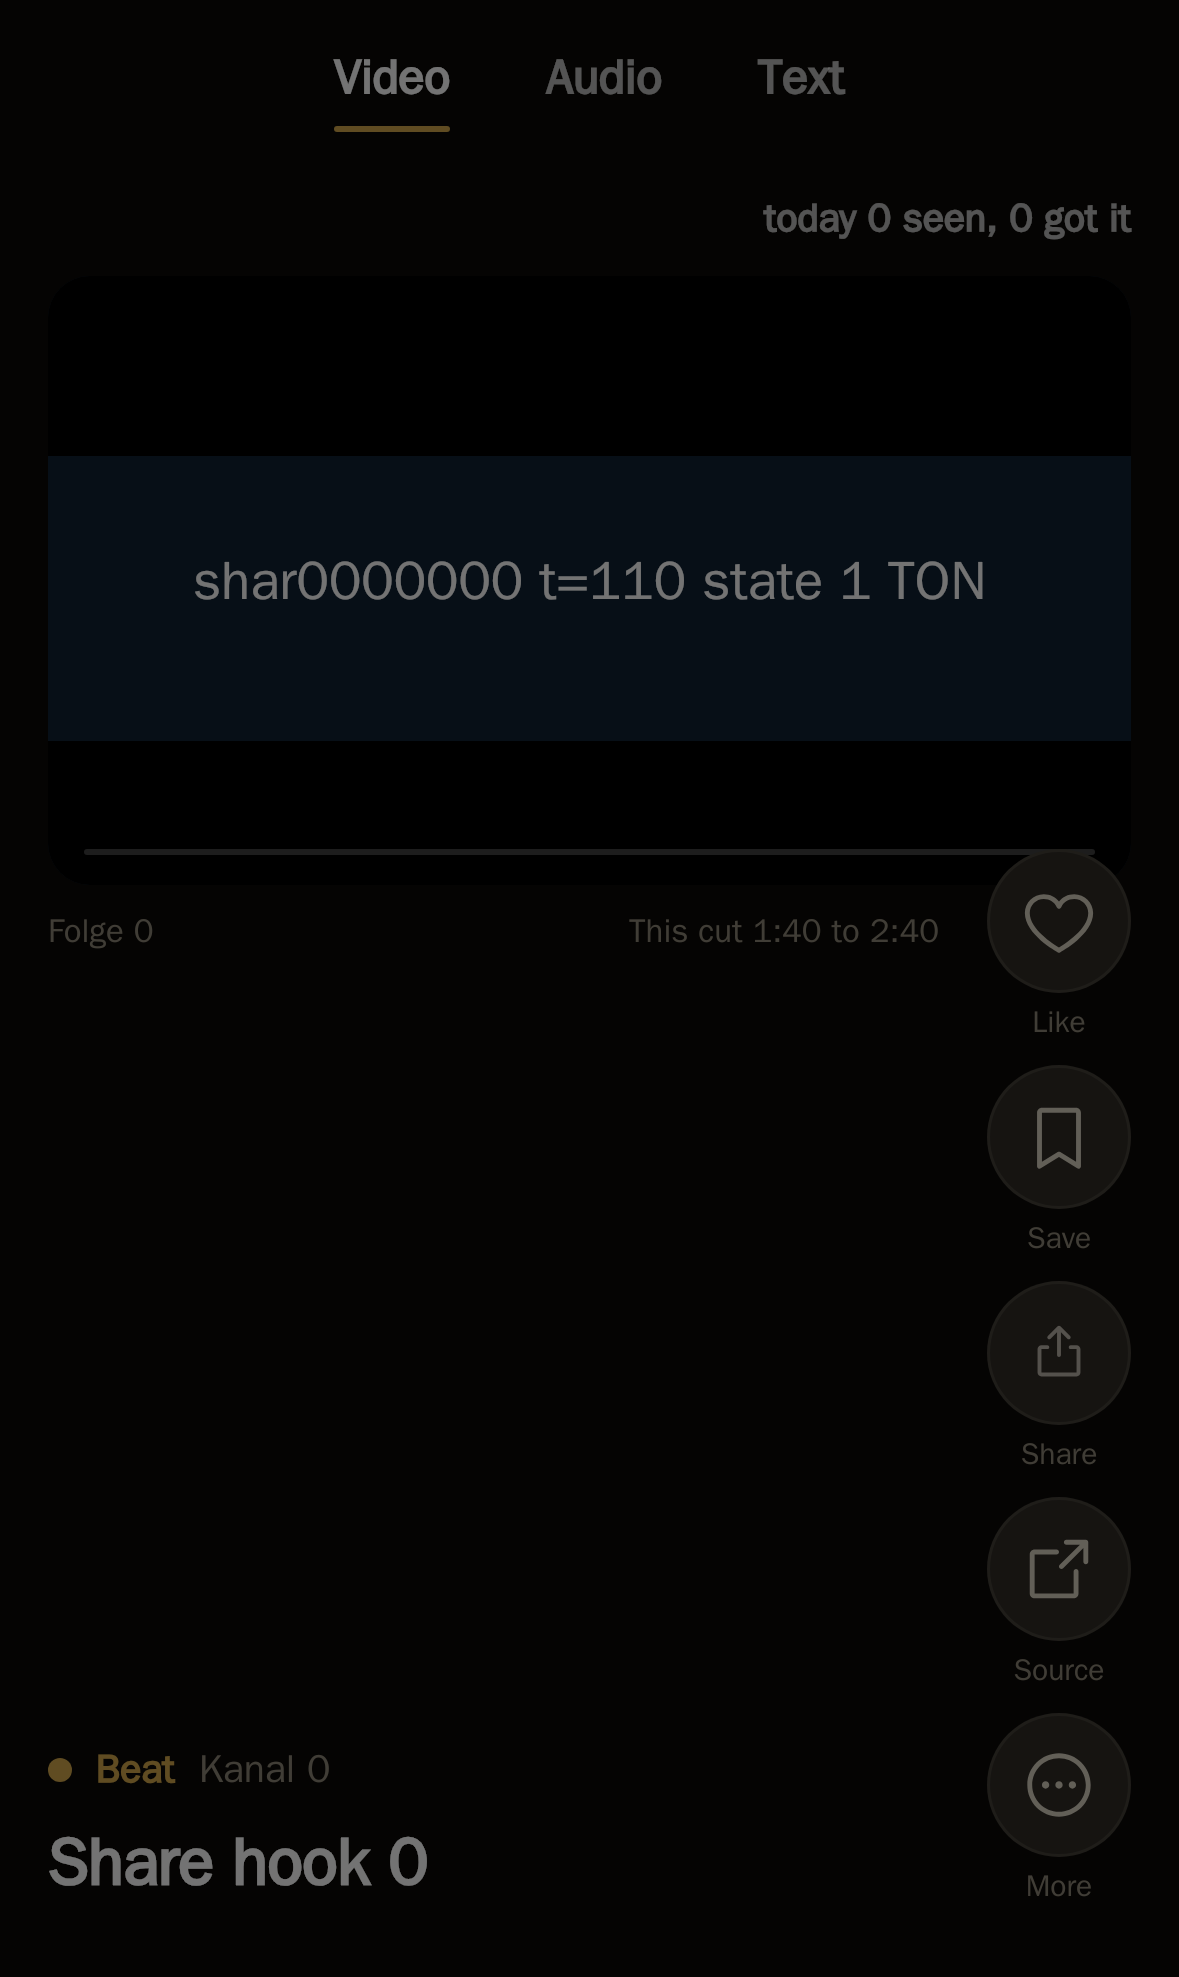 Video Audio Text
today 0 seen, 0 got it
shar0000000 t=110 state 1 TON
Folge 0 This cut 1:40 to 2:40
Like
Save
Share
Source
Beat Kanal 0
Share hook 0
More